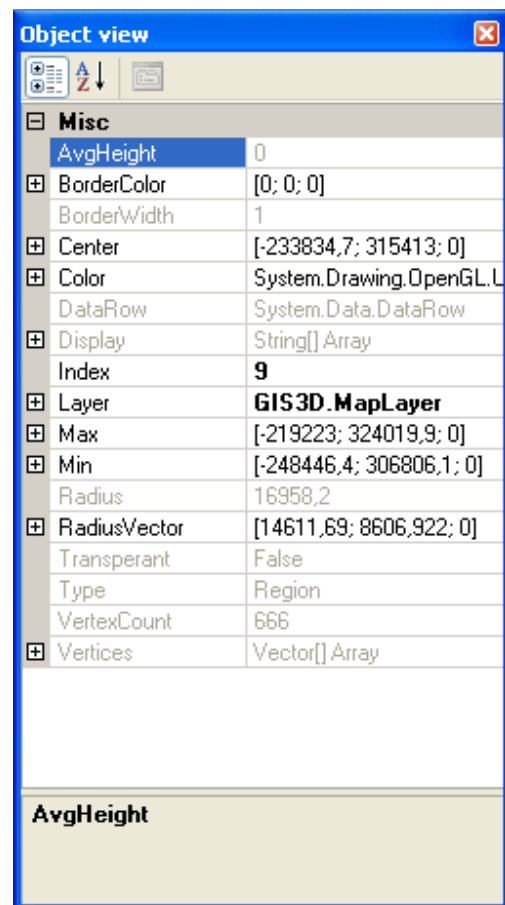 Object view
Misc
AvgHeight 0
BorderColor [0; 0; 0]
BorderWidth 1
Center [-233834,7; 315413; 0]
Color System.Drawing.OpenGL.U
DataRow System.Data.DataRow
Display String[] Array
Index 9
Layer GIS3D.MapLayer
Max [-219223; 324019,9; 0]
Min [-248446,4; 306806,1; 0]
Radius 16958,2
RadiusVector [14611,69; 8606,922; 0]
Transperant False
Type Region
VertexCount 666
Vertices Vector[] Array
AvgHeight